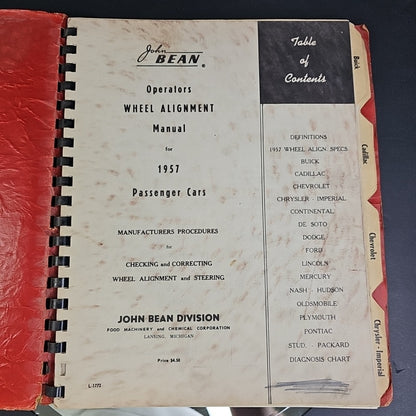 John
BEAN ®
Operators
WHEEL ALIGNMENT
Manual
for
1957
Passenger Cars
MANUFACTURERS PROCEDURES
for
CHECKING and CORRECTING
WHEEL ALIGNMENT and STEERING
JOHN BEAN DIVISION
FOOD MACHINERY AND CHEMICAL CORPORATION
LANSING, MICHIGAN
Price $4.50
L-1772
Table
of
Contents
DEFINITIONS
1957 WHEEL ALIGN SPECS
BUICK
CADILLAC
CHEVROLET
CHRYSLER - IMPERIAL
CONTINENTAL
DE SOTO
DODGE
FORD
LINCOLN
MERCURY
NASH - HUDSON
OLDSMOBILE
PLYMOUTH
PONTIAC
STUD. - PACKARD
DIAGNOSIS CHART
Buick
Cadillac
Chevrolet
Chrysler - Imperial